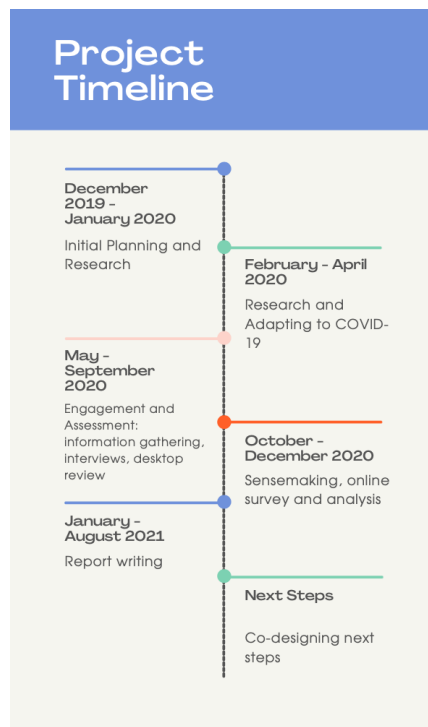 Project
Timeline
December
2019 -
January 2020
Initial Planning and
Research
February - April
2020
Research and
Adapting to COVID-
19
May -
September
2020
Engagement and
Assessment:
information gathering,
interviews, desktop
review
October -
December 2020
Sensemaking, online
survey and analysis
January -
August 2021
Report writing
Next Steps
Co-designing next
steps